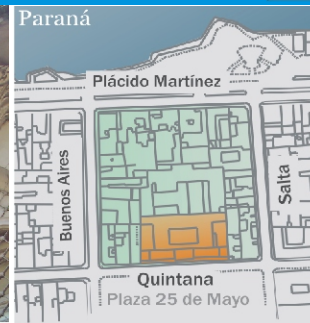 Paraná
Plácido Martínez
Buenos Aires
Salta
Quintana
Plaza 25 de Mayo